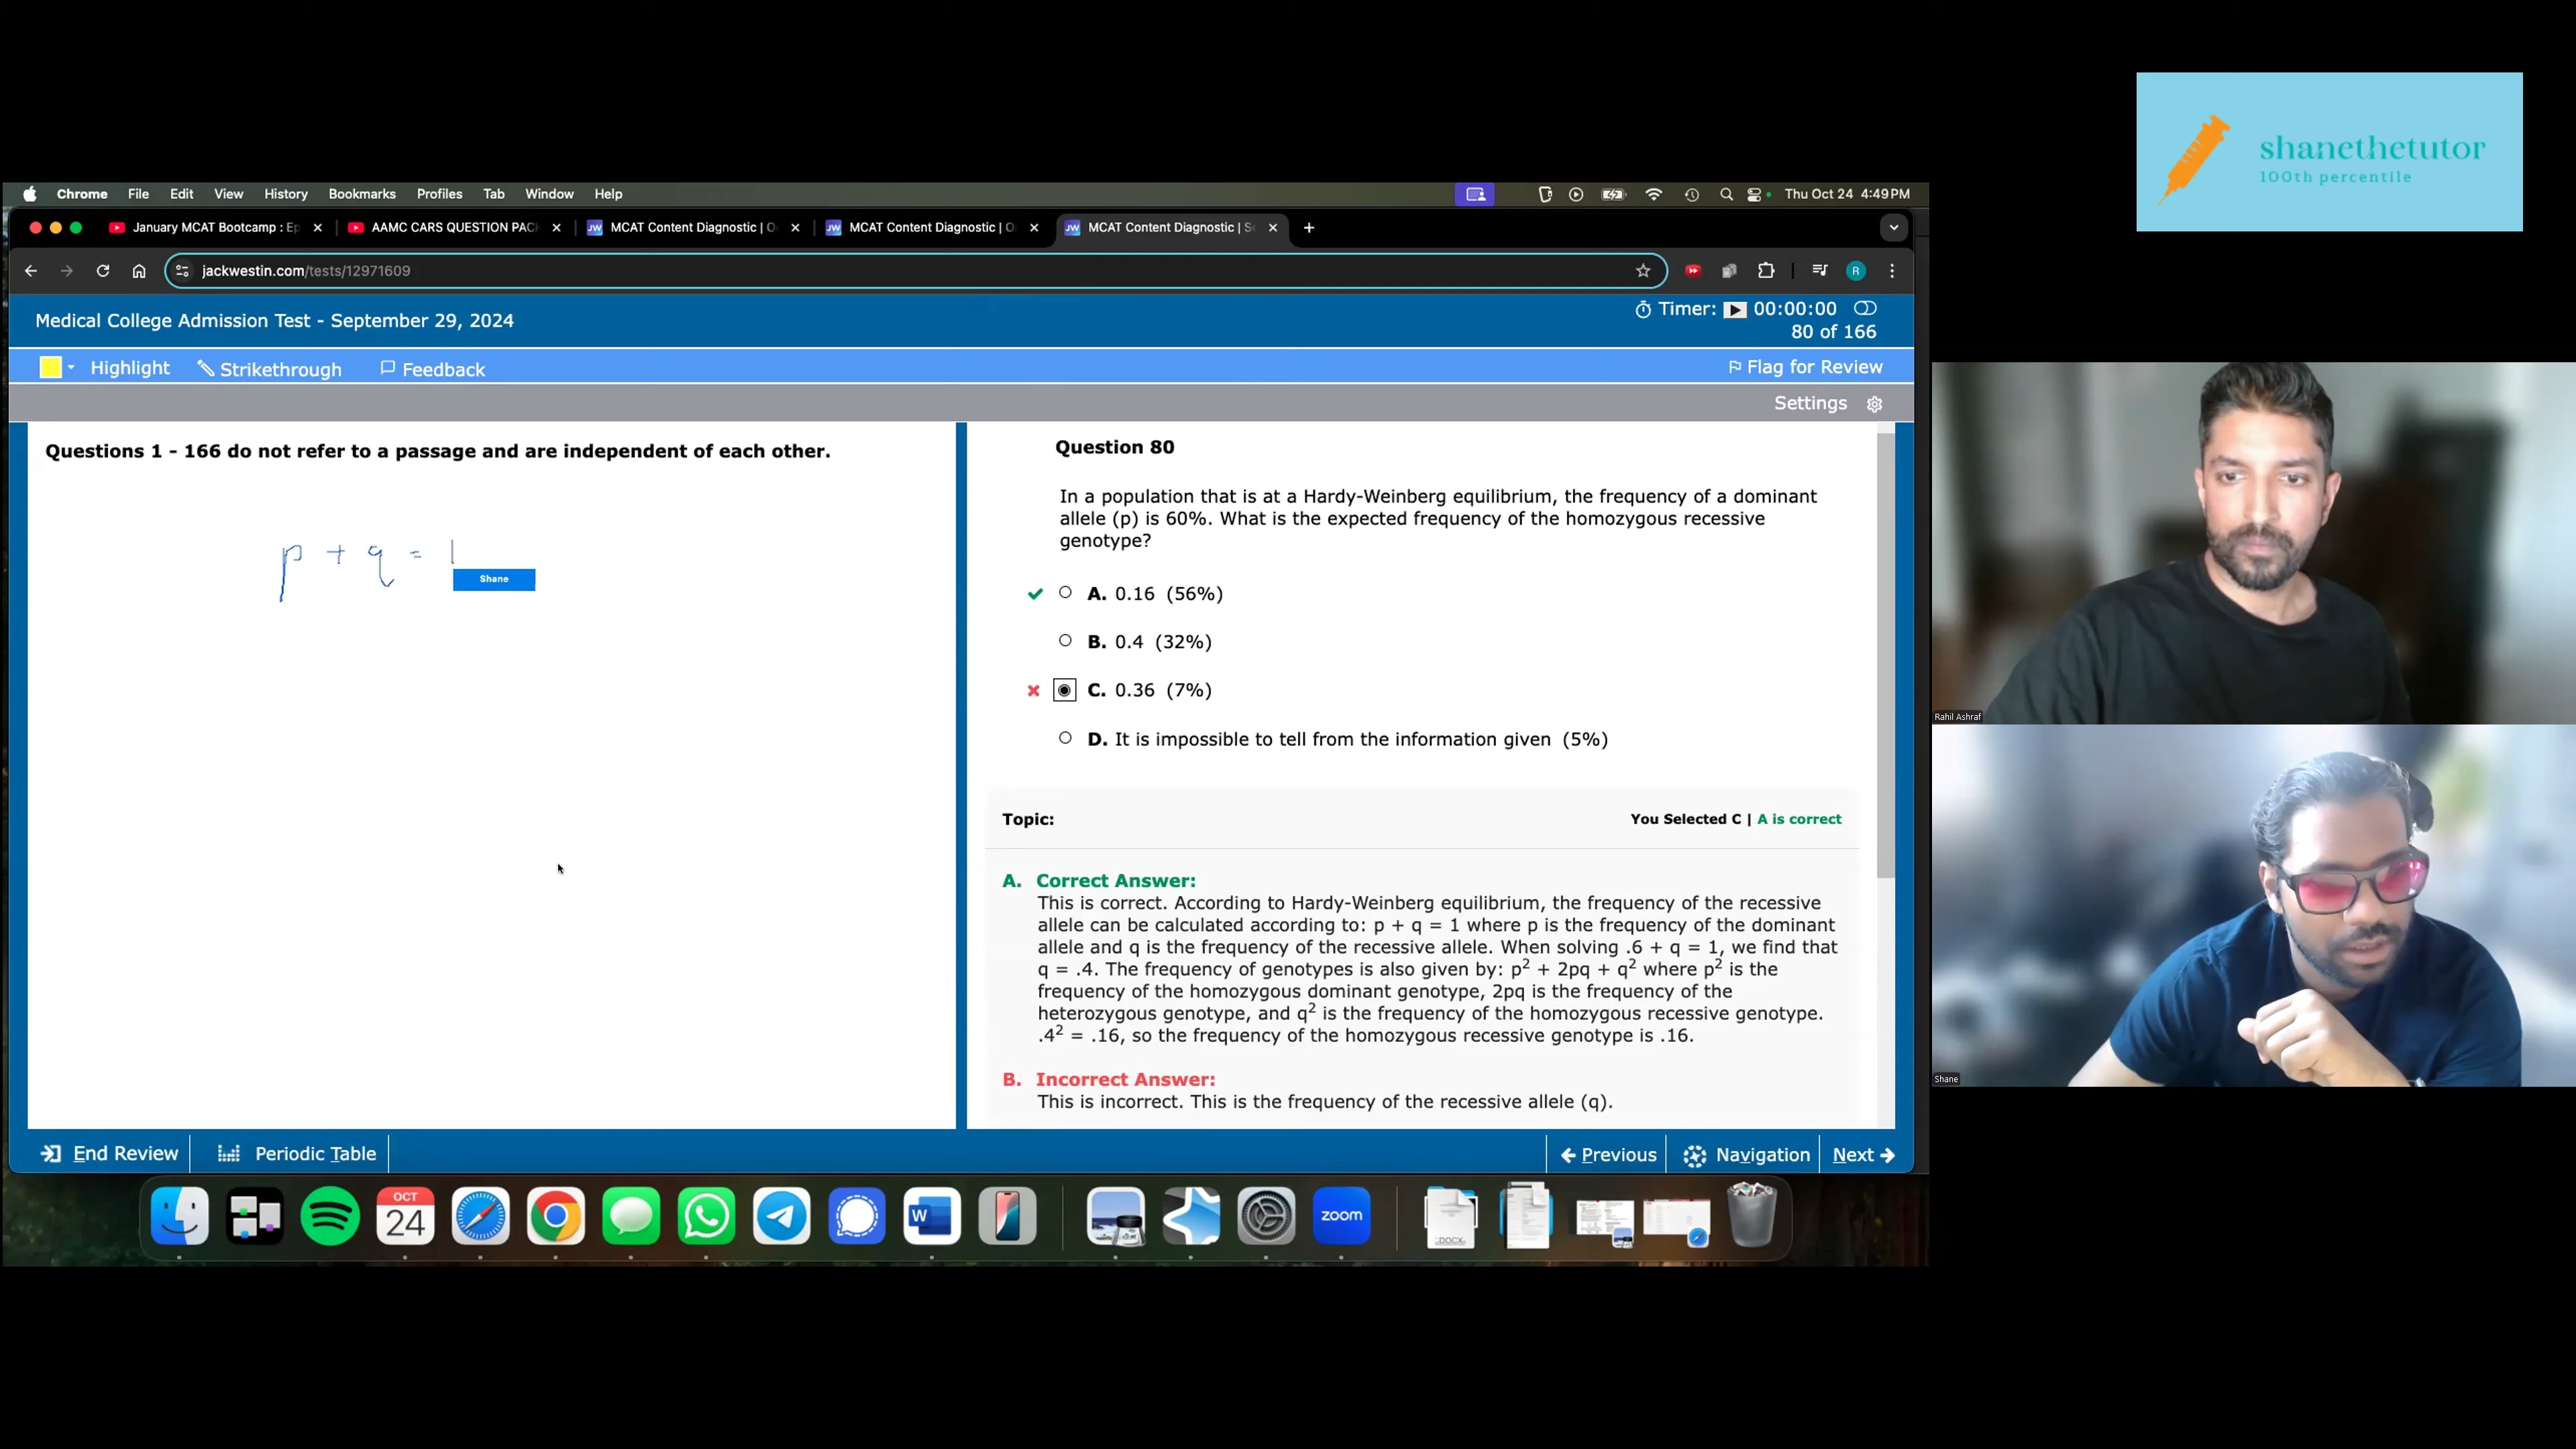 shanethetutor
100th percentile
Chrome File Edit View History Bookmarks Profiles Tab Window Help Thu Oct 24 4:49 PM
January MCAT Bootcamp : Ep AAMC CARS QUESTION PAC MCAT Content Diagnostic | O MCAT Content Diagnostic | O MCAT Content Diagnostic | S
jackwestin.com/tests/12971609 R
Medical College Admission Test - September 29, 2024
Timer: 00:00:00
80 of 166
Highlight Strikethrough Feedback Flag for Review
Settings
Questions 1 - 166 do not refer to a passage and are independent of each other.
p + q = 1
Shane
Question 80
In a population that is at a Hardy-Weinberg equilibrium, the frequency of a dominant
allele (p) is 60%. What is the expected frequency of the homozygous recessive
genotype?
A. 0.16 (56%)
B. 0.4 (32%)
C. 0.36 (7%)
D. It is impossible to tell from the information given (5%)
Topic: You Selected C | A is correct
A. Correct Answer:
This is correct. According to Hardy-Weinberg equilibrium, the frequency of the recessive
allele can be calculated according to: p + q = 1 where p is the frequency of the dominant
allele and q is the frequency of the recessive allele. When solving .6 + q = 1, we find that
q = .4. The frequency of genotypes is also given by: p² + 2pq + q² where p² is the
frequency of the homozygous dominant genotype, 2pq is the frequency of the
heterozygous genotype, and q² is the frequency of the homozygous recessive genotype.
.4² = .16, so the frequency of the homozygous recessive genotype is .16.
B. Incorrect Answer:
This is incorrect. This is the frequency of the recessive allele (q).
End Review Periodic Table Previous Navigation Next
OCT
24
W
zoom
DOCX
Rahil Ashraf
Shane